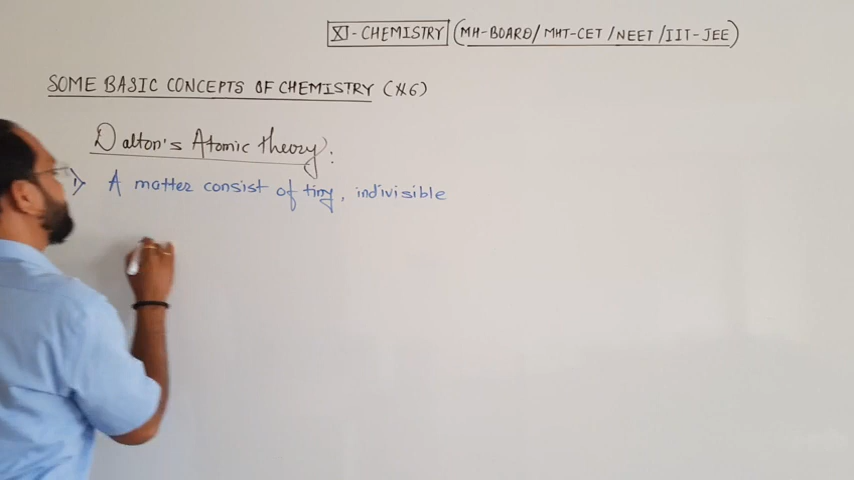 XI-CHEMISTRY (MH-BOARD/MHT-CET/NEET/IIT-JEE)
SOME BASIC CONCEPTS OF CHEMISTRY (#6)
Dalton's Atomic theory:
1) A matter consist of tiny, indivisible